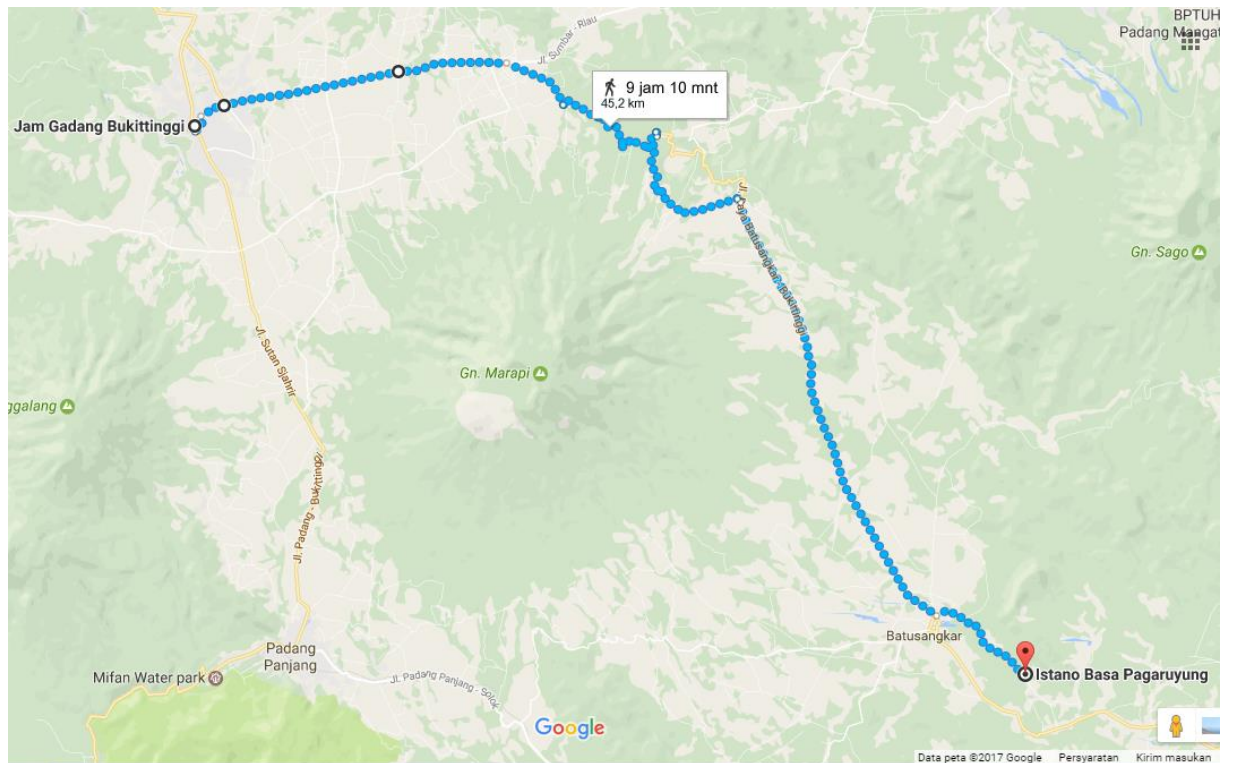 BPTUH
Padang Mangat
Jl. Sumbar - Riau
9 jam 10 mnt
45,2 km
Jam Gadang Bukittinggi
Jl. Raya Batusangkar - Bukittinggi
Gn. Sago
Jl. Sutan Sjahrir
Gn. Marapi
ggalang
Jl. Padang - Bukittinggi
Batusangkar
Padang
Panjang
Mifan Water park
Istano Basa Pagaruyung
Jl. Padang Panjang - Solok
Google
Data peta ©2017 Google Persyaratan Kirim masukan